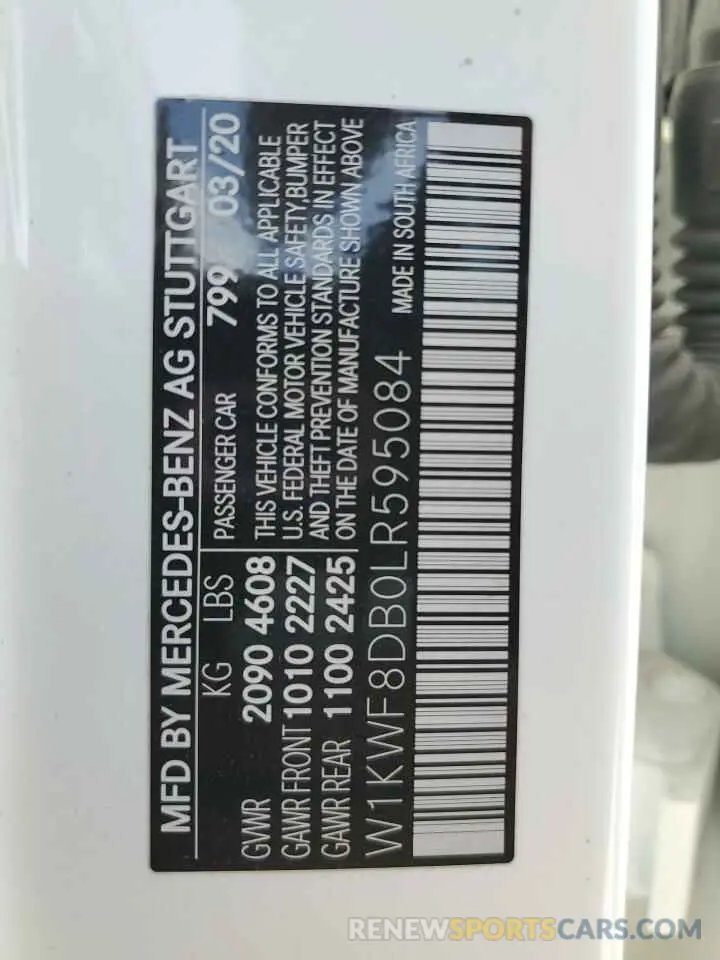 MFD BY MERCEDES-BENZ AG STUTTGART
KG LBS PASSENGER CAR 799 03/20
GVWR 2090 4608
GAWR FRONT 1010 2227
GAWR REAR 1100 2425
THIS VEHICLE CONFORMS TO ALL APPLICABLE
U.S. FEDERAL MOTOR VEHICLE SAFETY, BUMPER
AND THEFT PREVENTION STANDARDS IN EFFECT
ON THE DATE OF MANUFACTURE SHOWN ABOVE
W1KWF8DB0LR595084 MADE IN SOUTH AFRICA
RENEWSPORTSCARS.COM